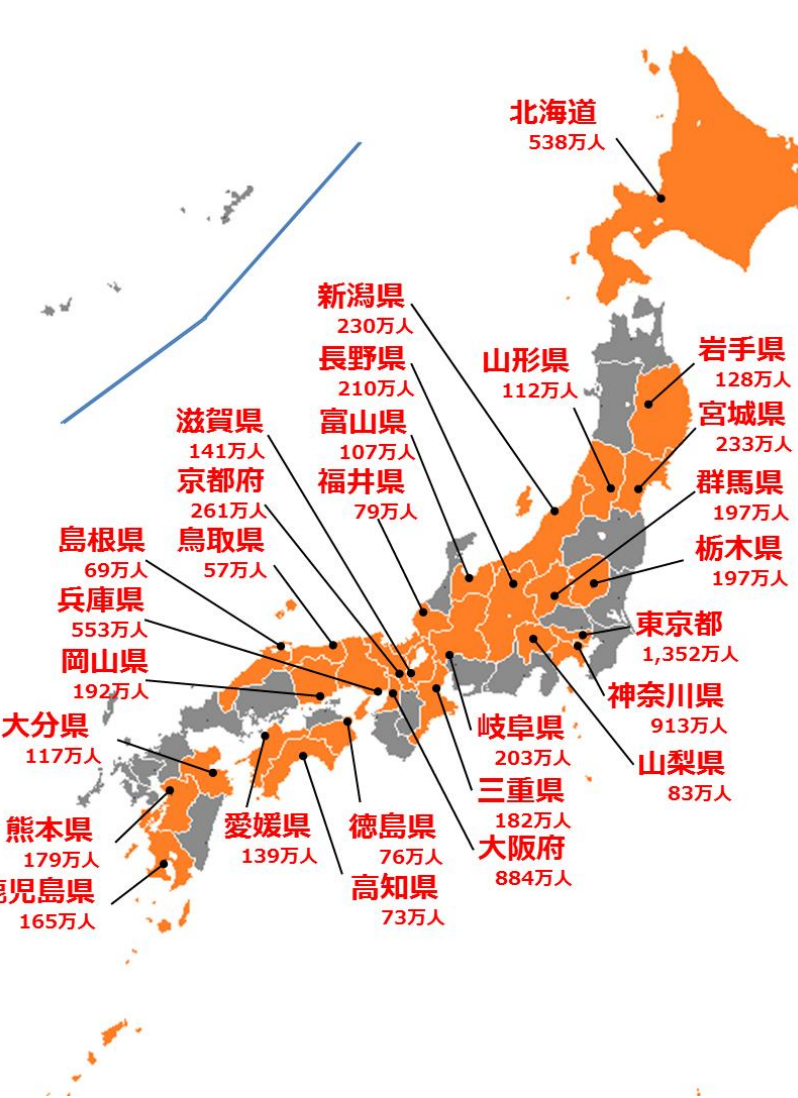 北海道
538万人
新潟県
230万人
長野県
210万人
山形県
112万人
岩手県
128万人
宮城県
233万人
滋賀県
141万人
富山県
107万人
京都府
261万人
福井県
79万人
群馬県
197万人
島根県
69万人
鳥取県
57万人
栃木県
197万人
兵庫県
553万人
東京都
1,352万人
岡山県
192万人
神奈川県
913万人
大分県
117万人
岐阜県
203万人
山梨県
83万人
三重県
182万人
熊本県
179万人
愛媛県
139万人
徳島県
76万人
大阪府
884万人
鹿児島県
165万人
高知県
73万人